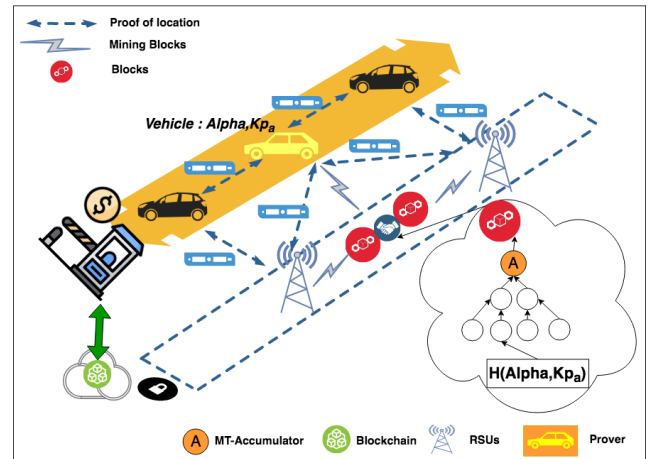 Proof of location
Mining Blocks
Blocks
Vehicle : Alpha,Kpa
$
A
H(Alpha,Kpa)
A MT-Accumulator
Blockchain
RSUs
Prover